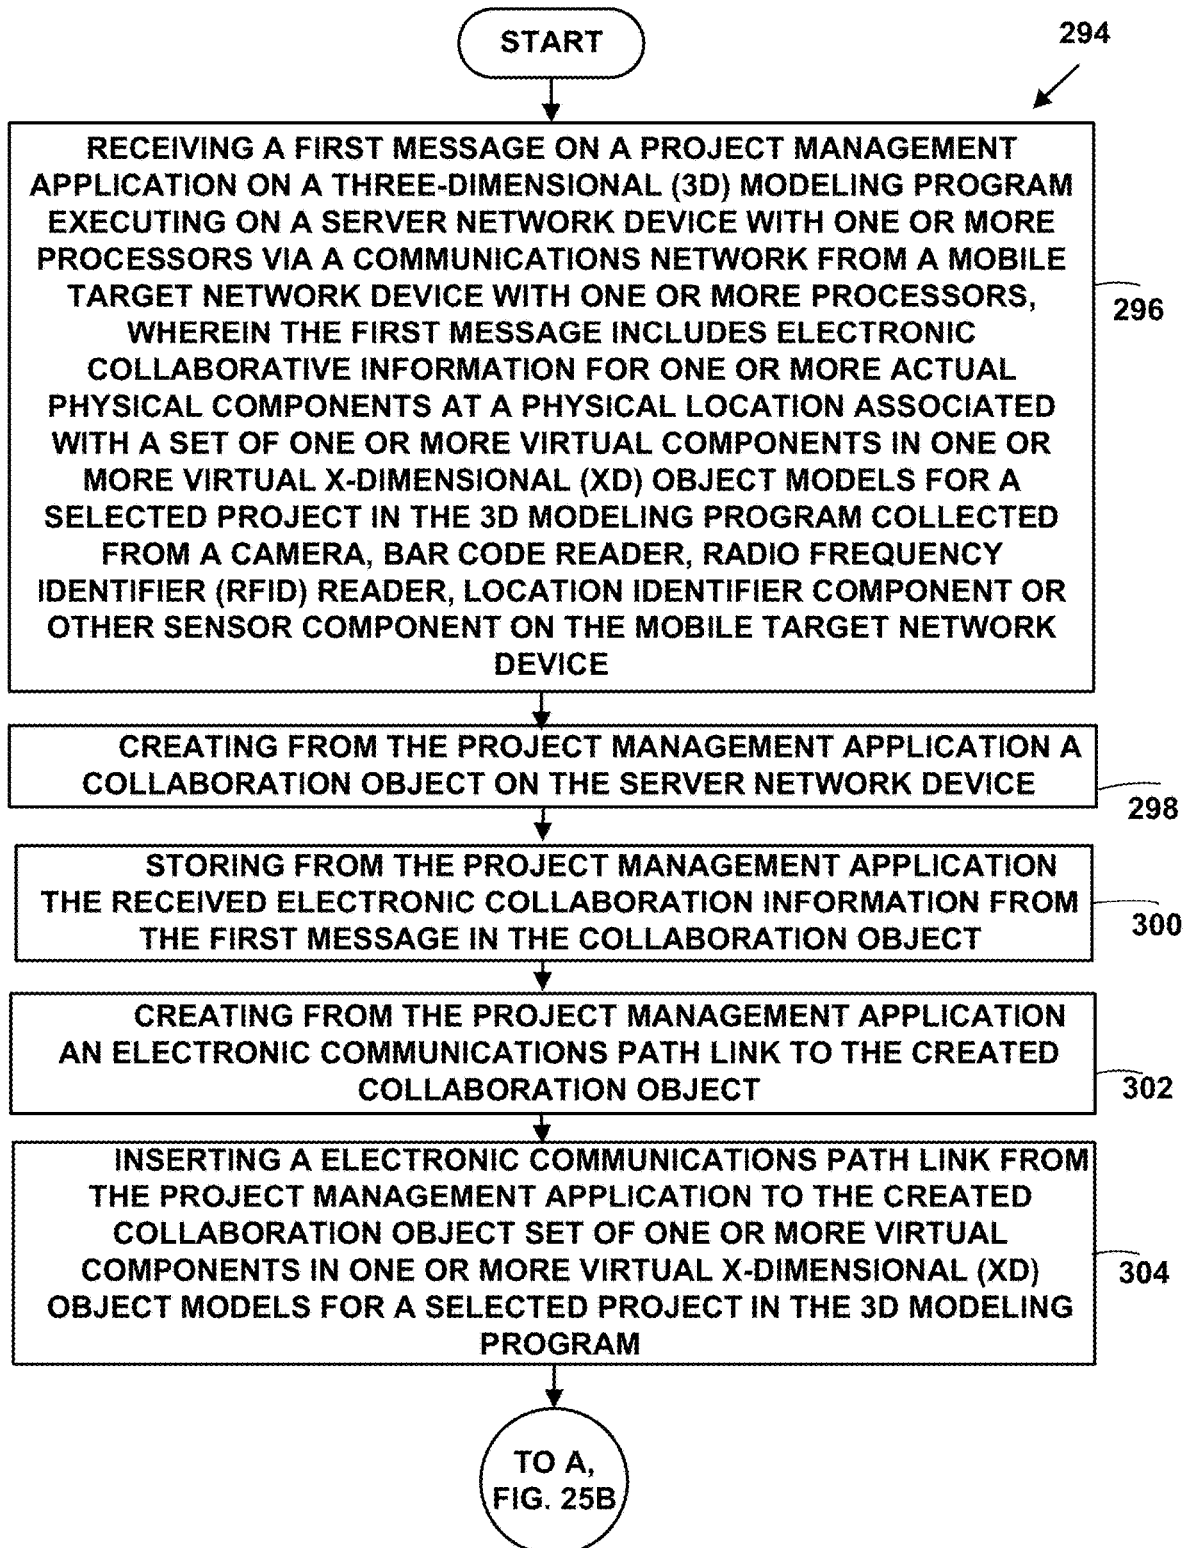 START
294
RECEIVING A FIRST MESSAGE ON A PROJECT MANAGEMENT
APPLICATION ON A THREE-DIMENSIONAL (3D) MODELING PROGRAM
EXECUTING ON A SERVER NETWORK DEVICE WITH ONE OR MORE
PROCESSORS VIA A COMMUNICATIONS NETWORK FROM A MOBILE
TARGET NETWORK DEVICE WITH ONE OR MORE PROCESSORS,
WHEREIN THE FIRST MESSAGE INCLUDES ELECTRONIC
COLLABORATIVE INFORMATION FOR ONE OR MORE ACTUAL
PHYSICAL COMPONENTS AT A PHYSICAL LOCATION ASSOCIATED
WITH A SET OF ONE OR MORE VIRTUAL COMPONENTS IN ONE OR
MORE VIRTUAL X-DIMENSIONAL (XD) OBJECT MODELS FOR A
SELECTED PROJECT IN THE 3D MODELING PROGRAM COLLECTED
FROM A CAMERA, BAR CODE READER, RADIO FREQUENCY
IDENTIFIER (RFID) READER, LOCATION IDENTIFIER COMPONENT OR
OTHER SENSOR COMPONENT ON THE MOBILE TARGET NETWORK
DEVICE
296
CREATING FROM THE PROJECT MANAGEMENT APPLICATION A
COLLABORATION OBJECT ON THE SERVER NETWORK DEVICE
298
STORING FROM THE PROJECT MANAGEMENT APPLICATION
THE RECEIVED ELECTRONIC COLLABORATION INFORMATION FROM
THE FIRST MESSAGE IN THE COLLABORATION OBJECT
300
CREATING FROM THE PROJECT MANAGEMENT APPLICATION
AN ELECTRONIC COMMUNICATIONS PATH LINK TO THE CREATED
COLLABORATION OBJECT
302
INSERTING A ELECTRONIC COMMUNICATIONS PATH LINK FROM
THE PROJECT MANAGEMENT APPLICATION TO THE CREATED
COLLABORATION OBJECT SET OF ONE OR MORE VIRTUAL
COMPONENTS IN ONE OR MORE VIRTUAL X-DIMENSIONAL (XD)
OBJECT MODELS FOR A SELECTED PROJECT IN THE 3D MODELING
PROGRAM
304
TO A,
FIG. 25B